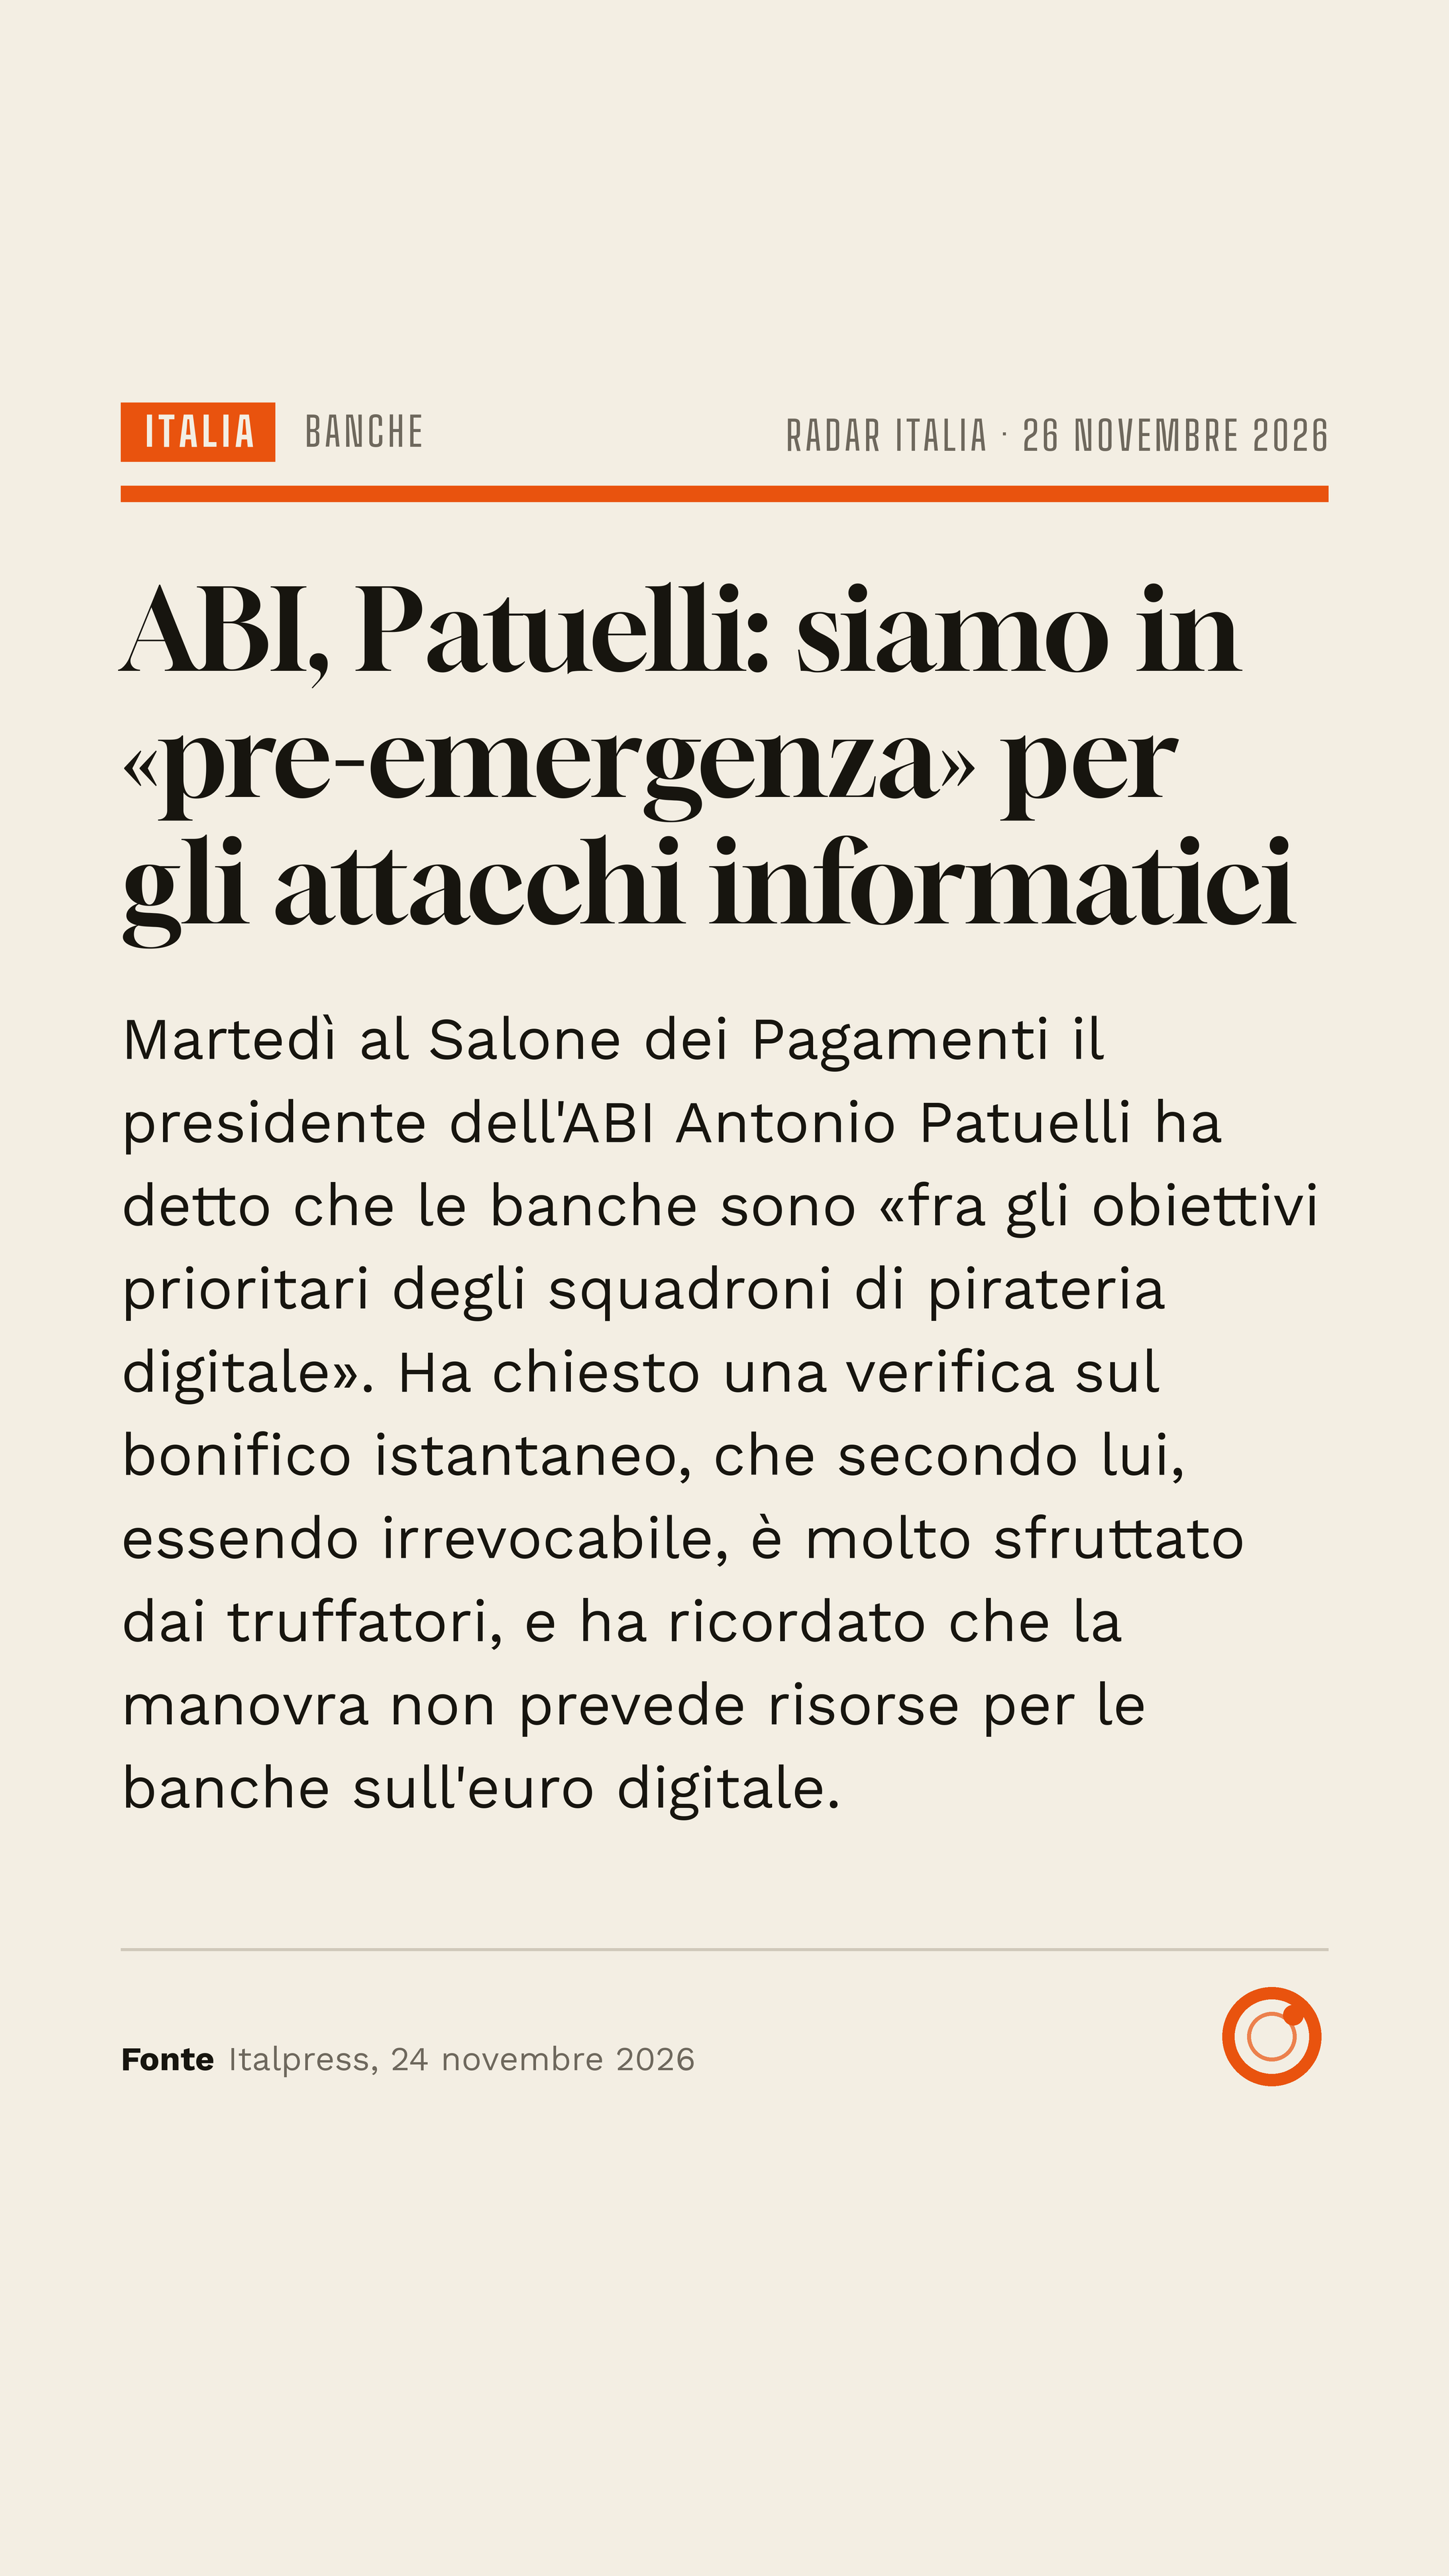 ITALIA BANCHE RADAR ITALIA · 26 NOVEMBRE 2026
ABI, Patuelli: siamo in
«pre-emergenza» per
gli attacchi informatici
Martedì al Salone dei Pagamenti il
presidente dell'ABI Antonio Patuelli ha
detto che le banche sono «fra gli obiettivi
prioritari degli squadroni di pirateria
digitale». Ha chiesto una verifica sul
bonifico istantaneo, che secondo lui,
essendo irrevocabile, è molto sfruttato
dai truffatori, e ha ricordato che la
manovra non prevede risorse per le
banche sull'euro digitale.
Fonte Italpress, 24 novembre 2026